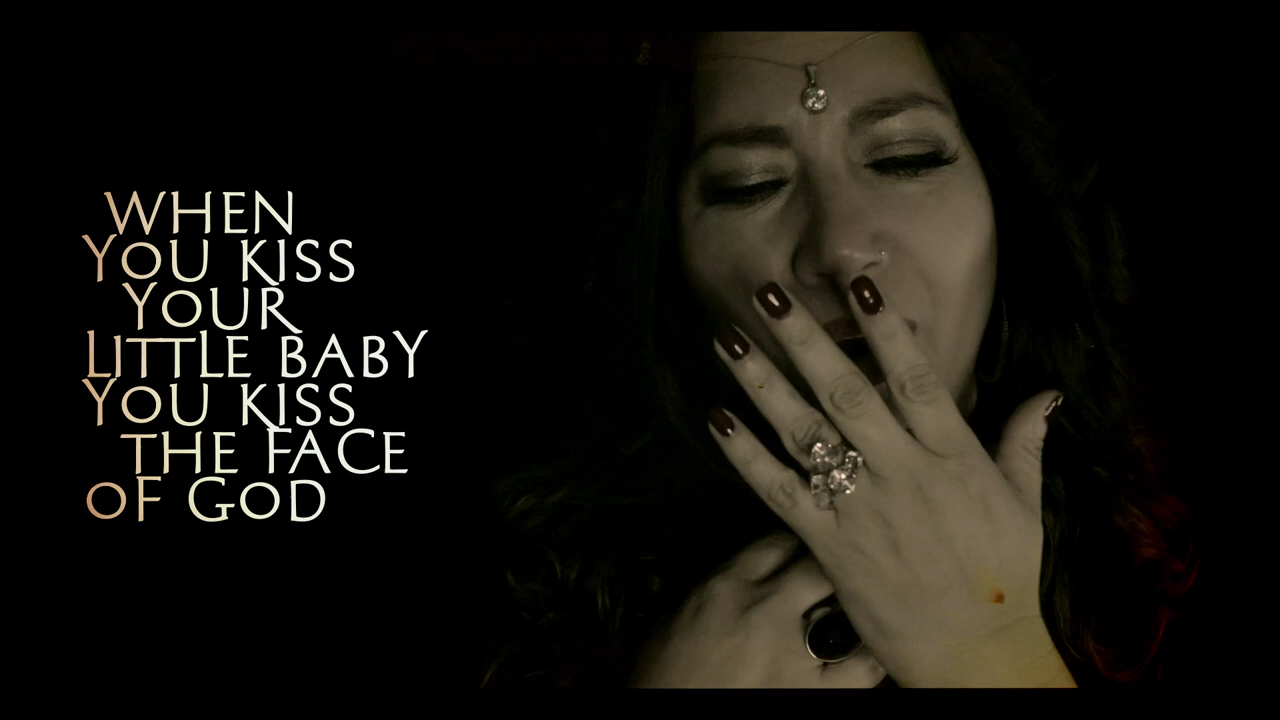 WHEN
YOU KISS
YOUR
LITTLE BABY
YOU KISS
THE FACE
OF GOD